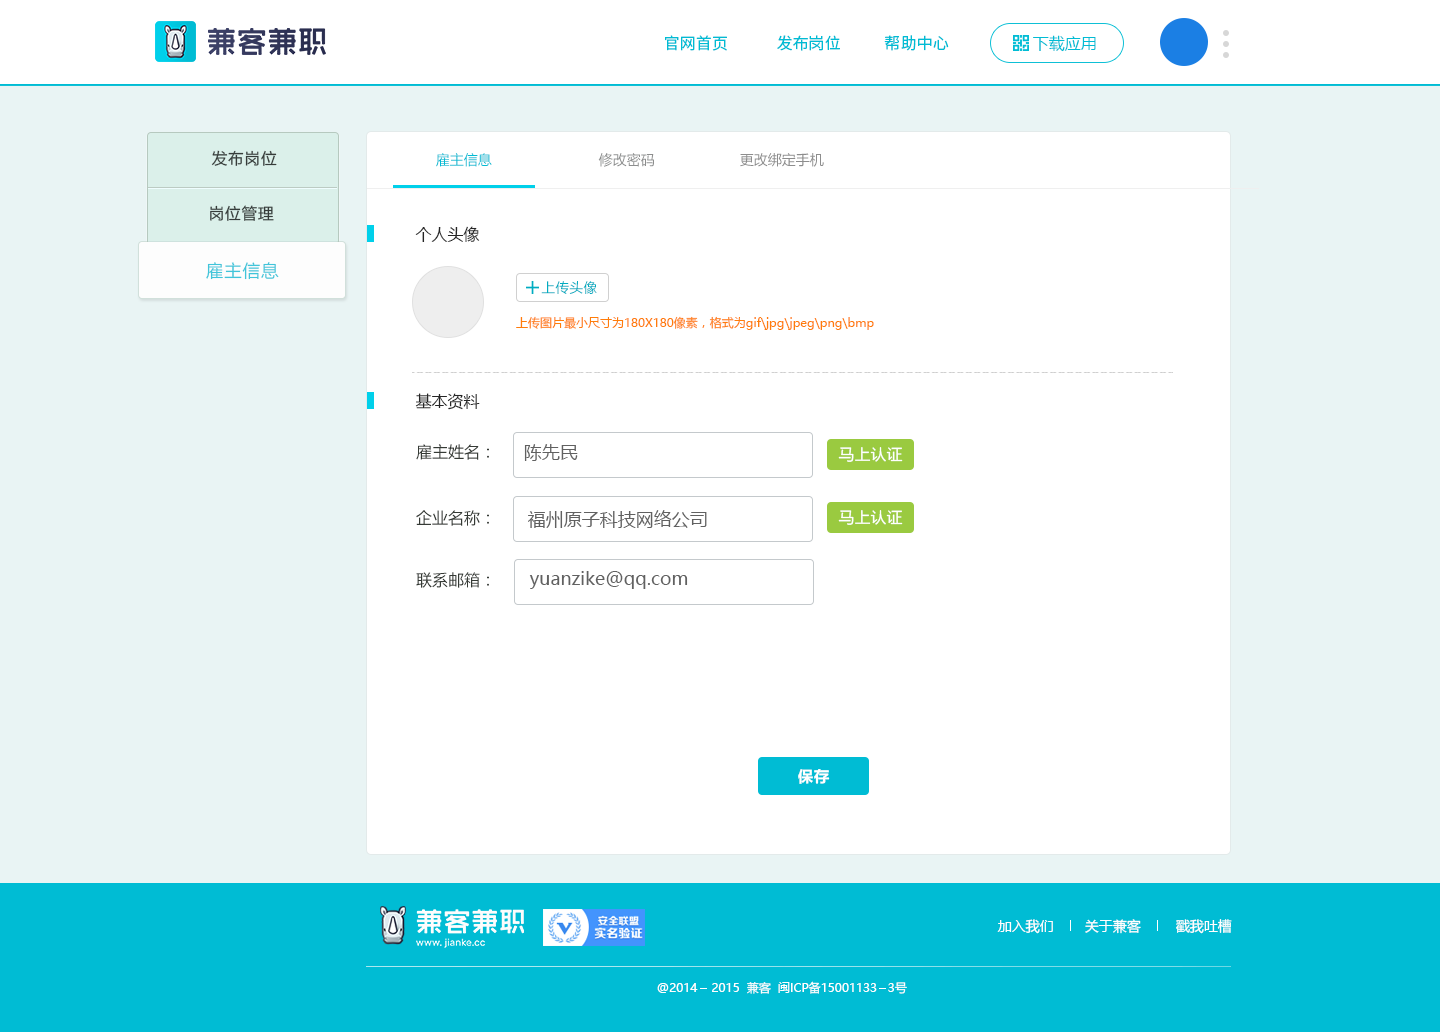 兼客兼职
官网首页
发布岗位
帮助中心
下载应用
发布岗位
岗位管理
雇主信息
雇主信息
修改密码
更改绑定手机
个人头像
上传头像
上传图片最小尺寸为180X180像素，格式为gif\jpg\jpeg\png\bmp
基本资料
雇主姓名：
陈先民
马上认证
企业名称：
福州原子科技网络公司
马上认证
联系邮箱：
yuanzike@qq.com
保存
兼客兼职
www.jianke.cc
安全联盟
实名验证
加入我们
关于兼客
戳我吐槽
@2014－2015 兼客 闽ICP备15001133－3号